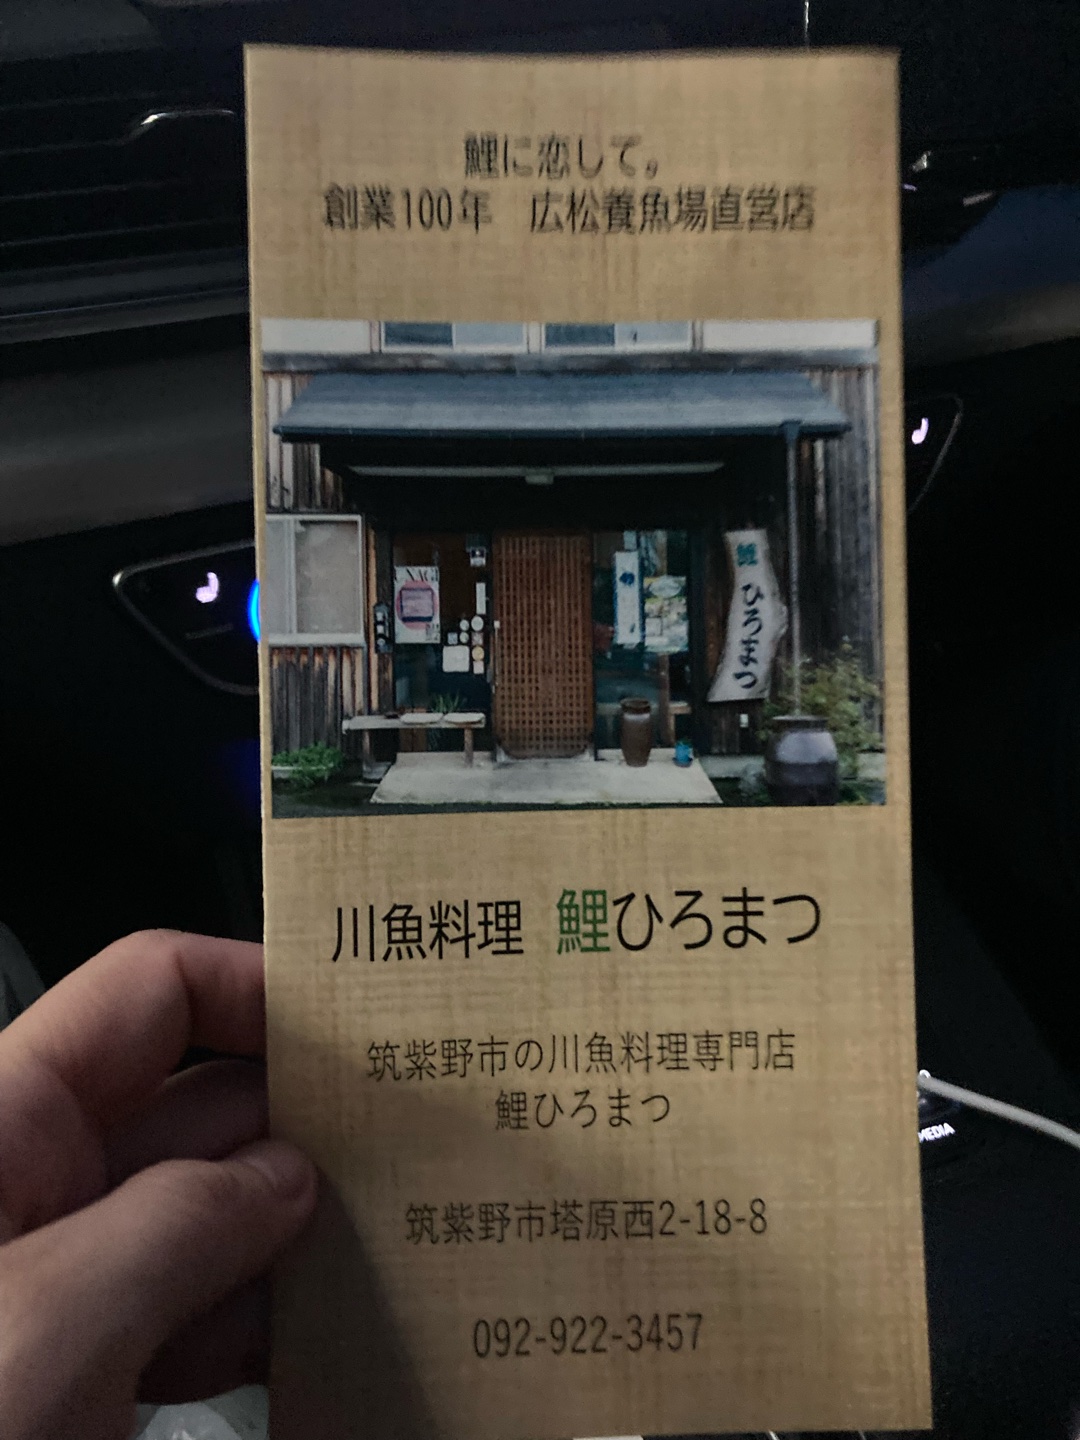 鯉に恋して。
創業100年　広松養魚場直営店
UNAGI
鯉ひろまつ
川魚料理 鯉ひろまつ
筑紫野市の川魚料理専門店
鯉ひろまつ
筑紫野市塔原西2-18-8
092-922-3457
MEDIA